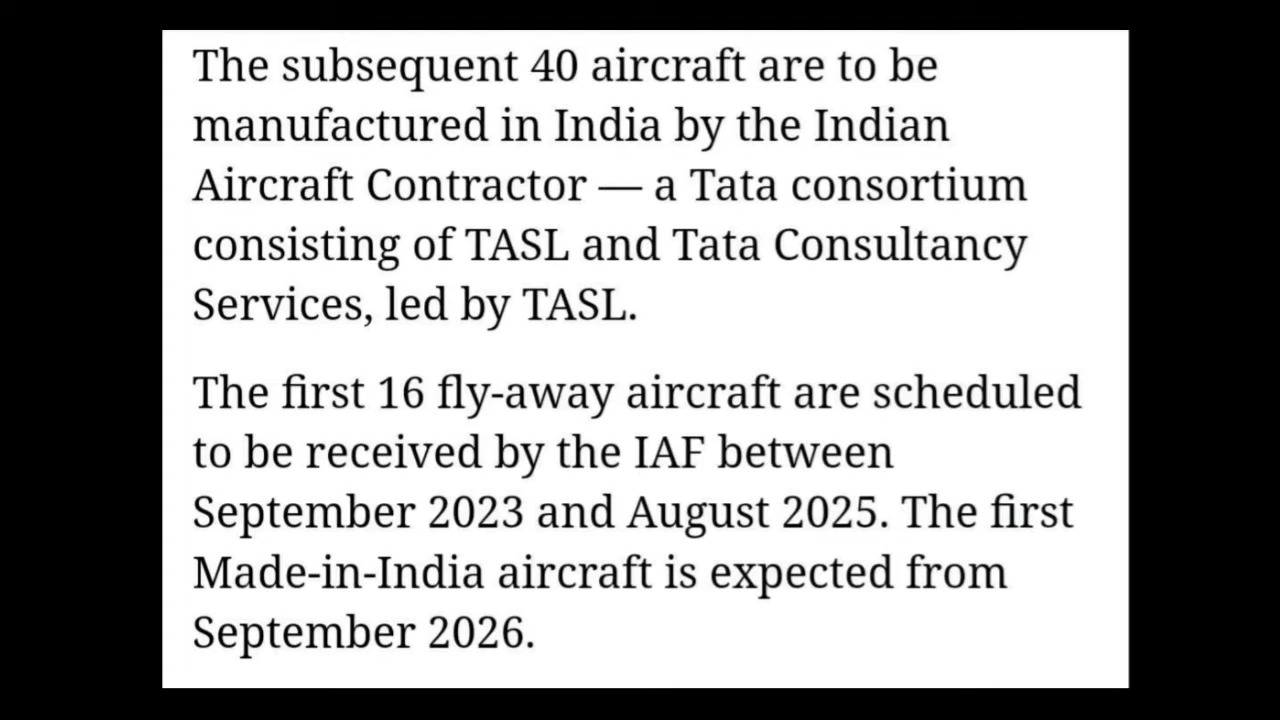 The subsequent 40 aircraft are to be
manufactured in India by the Indian
Aircraft Contractor — a Tata consortium
consisting of TASL and Tata Consultancy
Services, led by TASL.
The first 16 fly-away aircraft are scheduled
to be received by the IAF between
September 2023 and August 2025. The first
Made-in-India aircraft is expected from
September 2026.